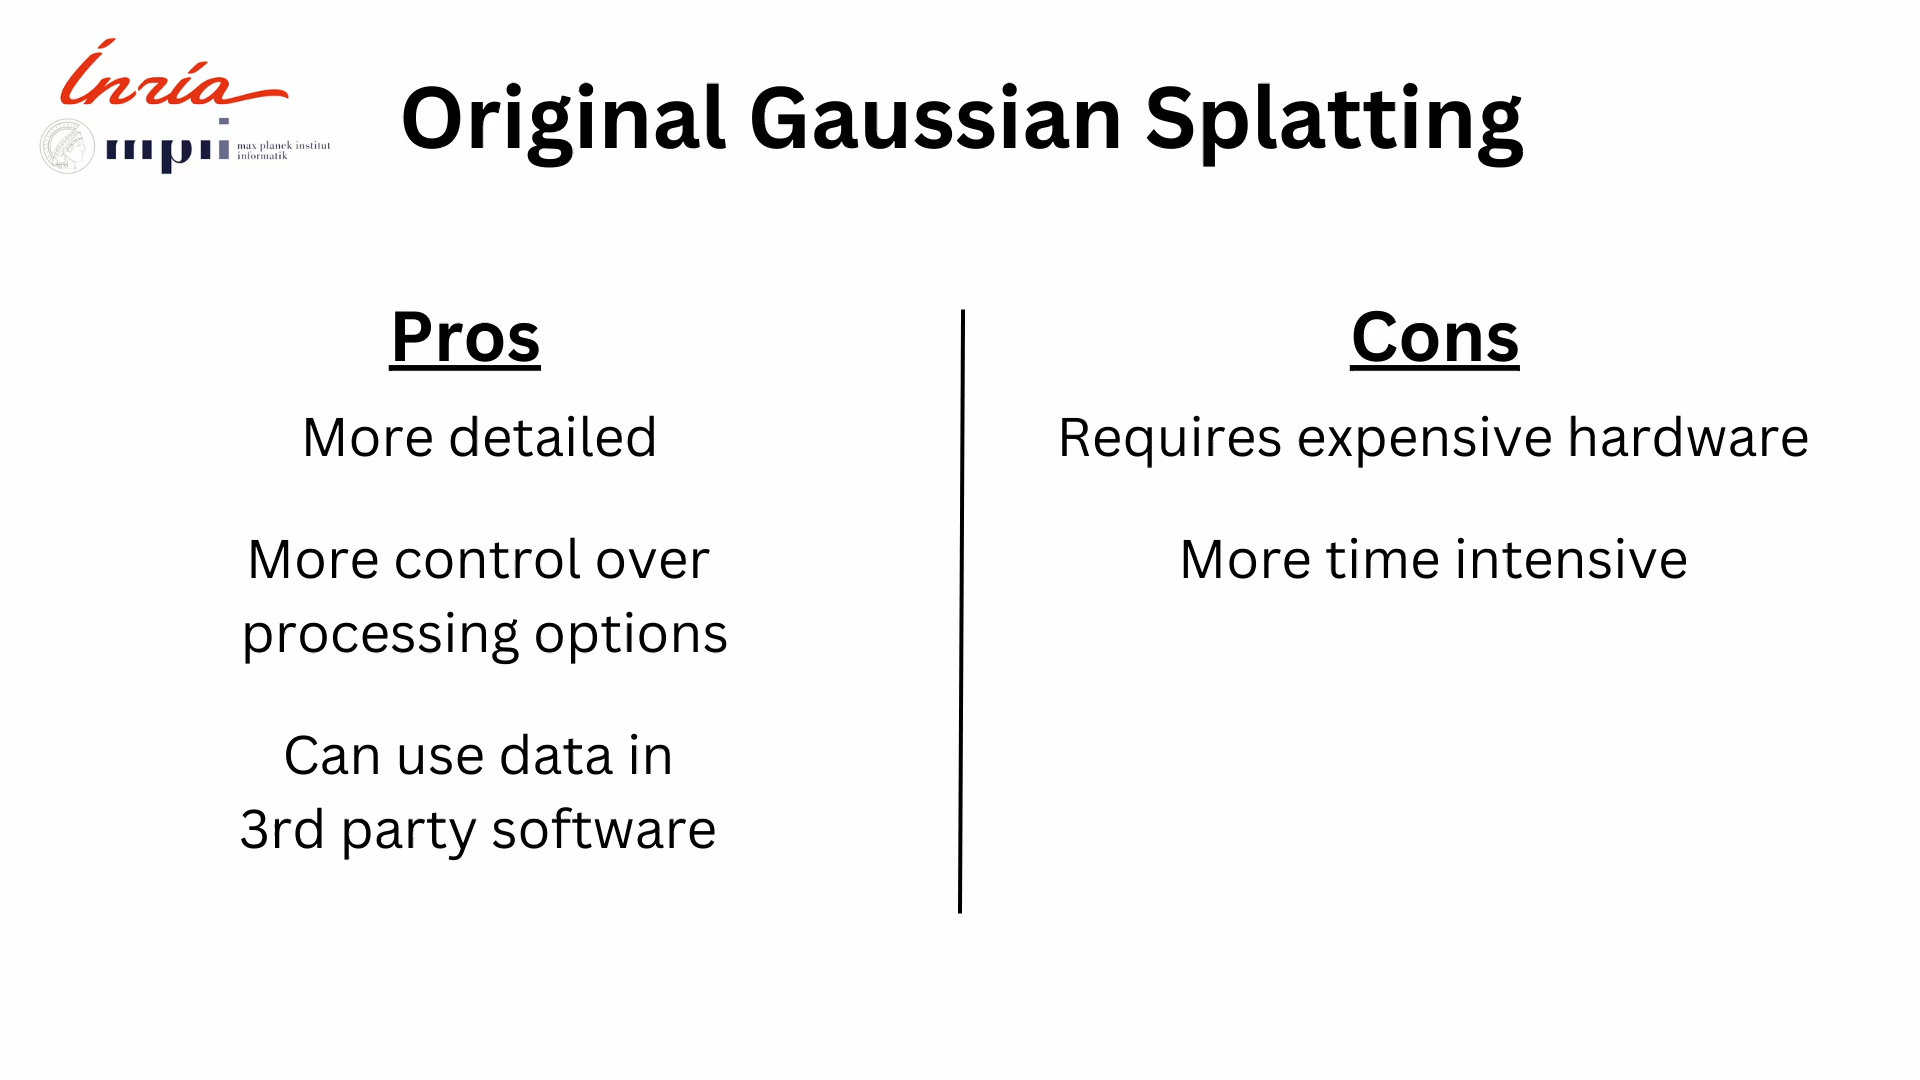 Inria
mpii
max planck institut
informatik
Original Gaussian Splatting
Pros
More detailed
More control over
processing options
Can use data in
3rd party software
Cons
Requires expensive hardware
More time intensive